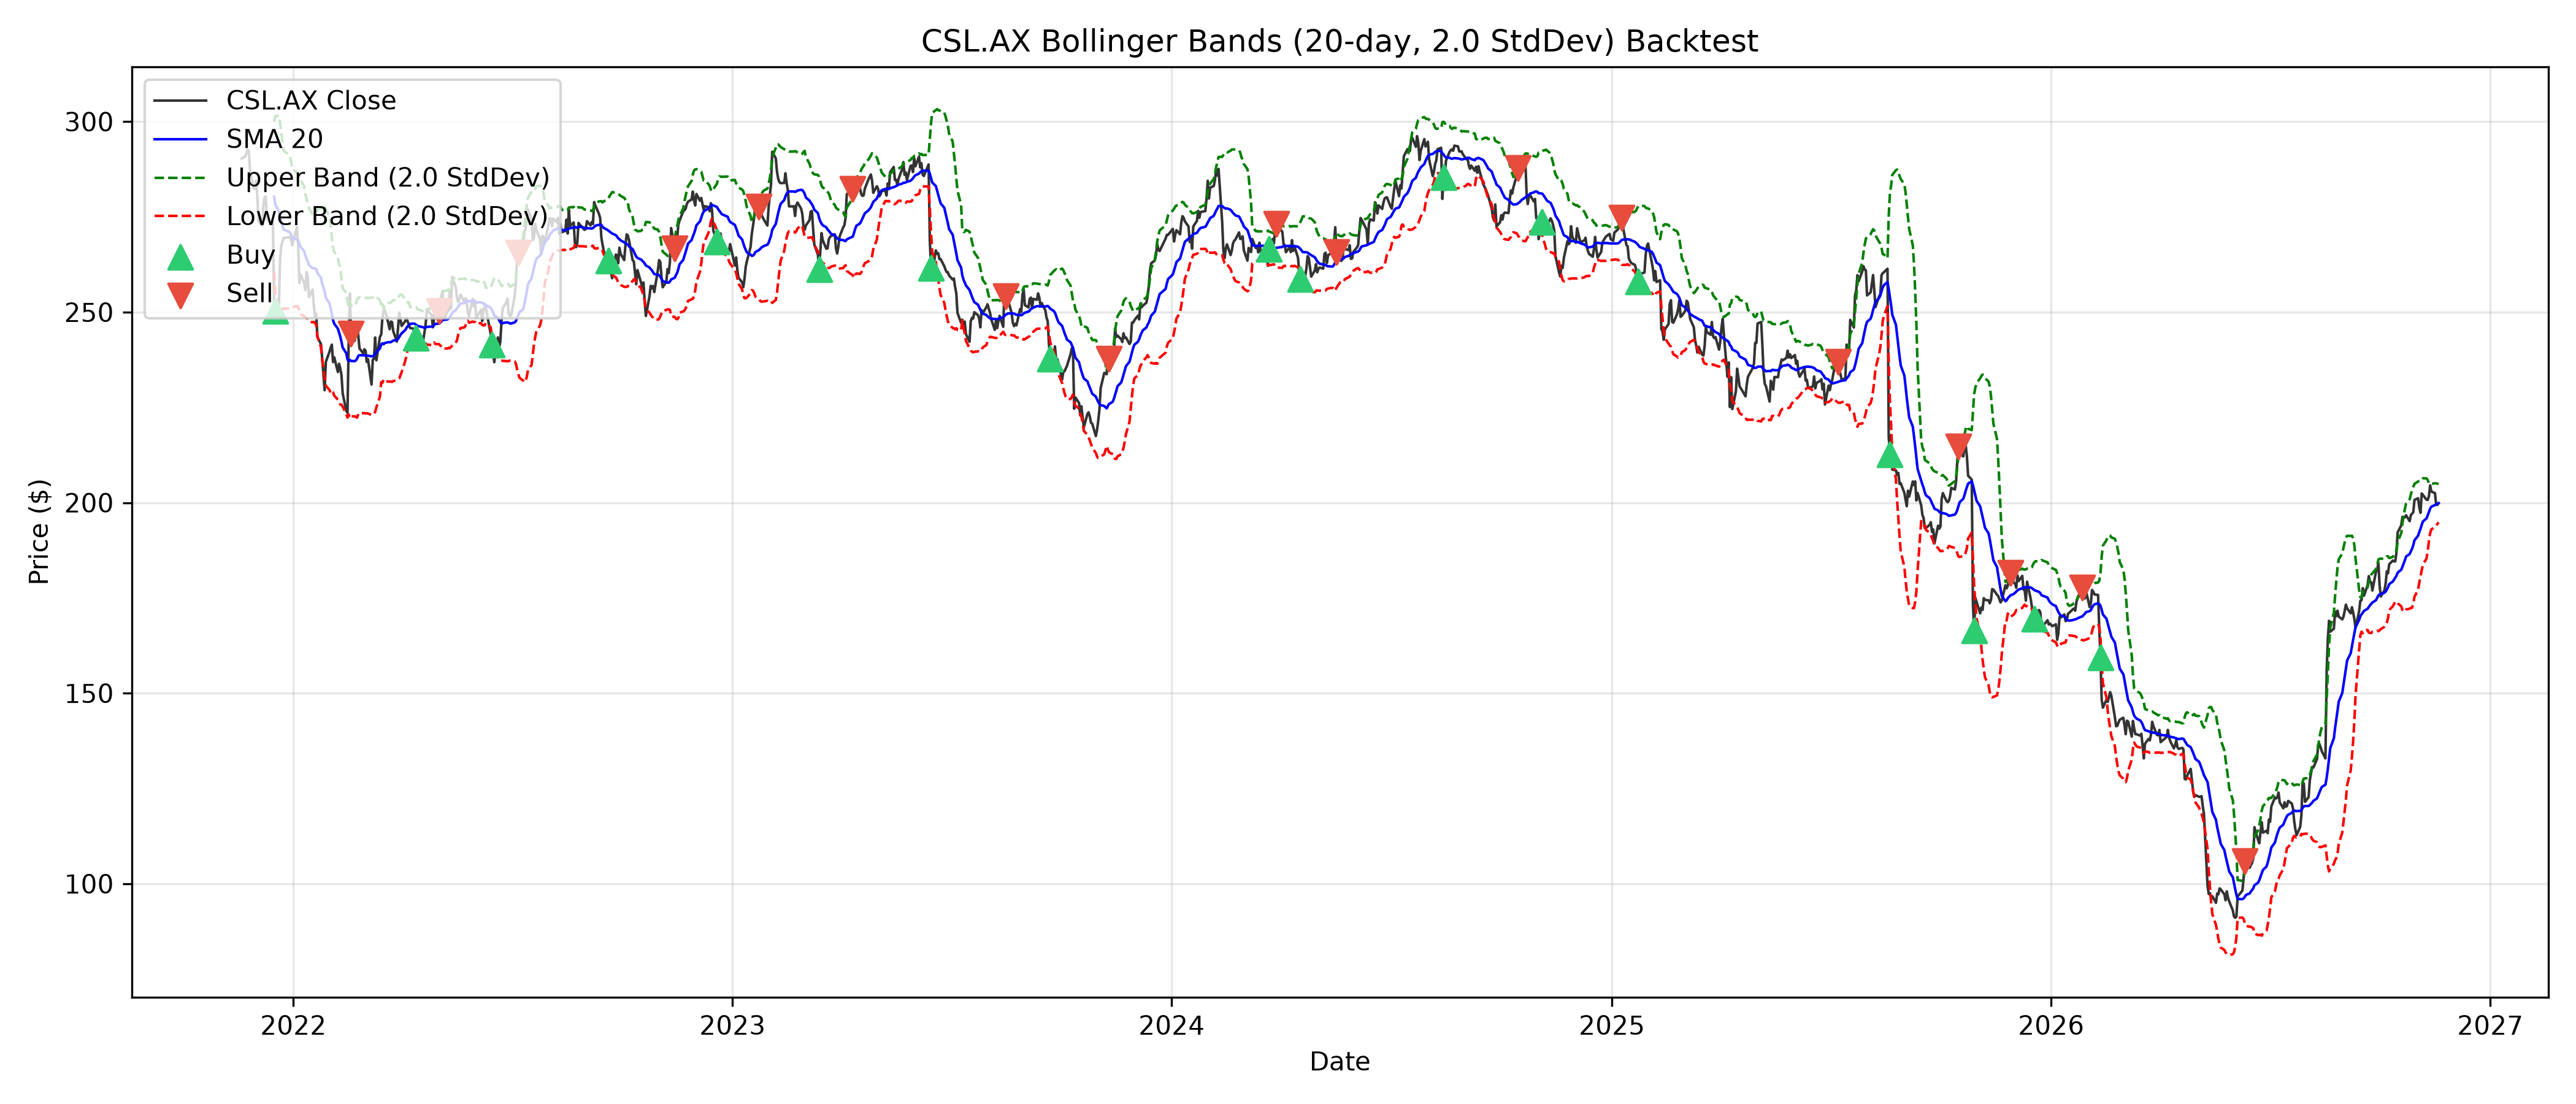 CSL.AX Bollinger Bands (20-day, 2.0 StdDev) Backtest
CSL.AX Close
SMA 20
Upper Band (2.0 StdDev)
Lower Band (2.0 StdDev)
Buy
Sell
Price ($)
300
250
200
150
100
2022
2023
2024
2025
2026
2027
Date